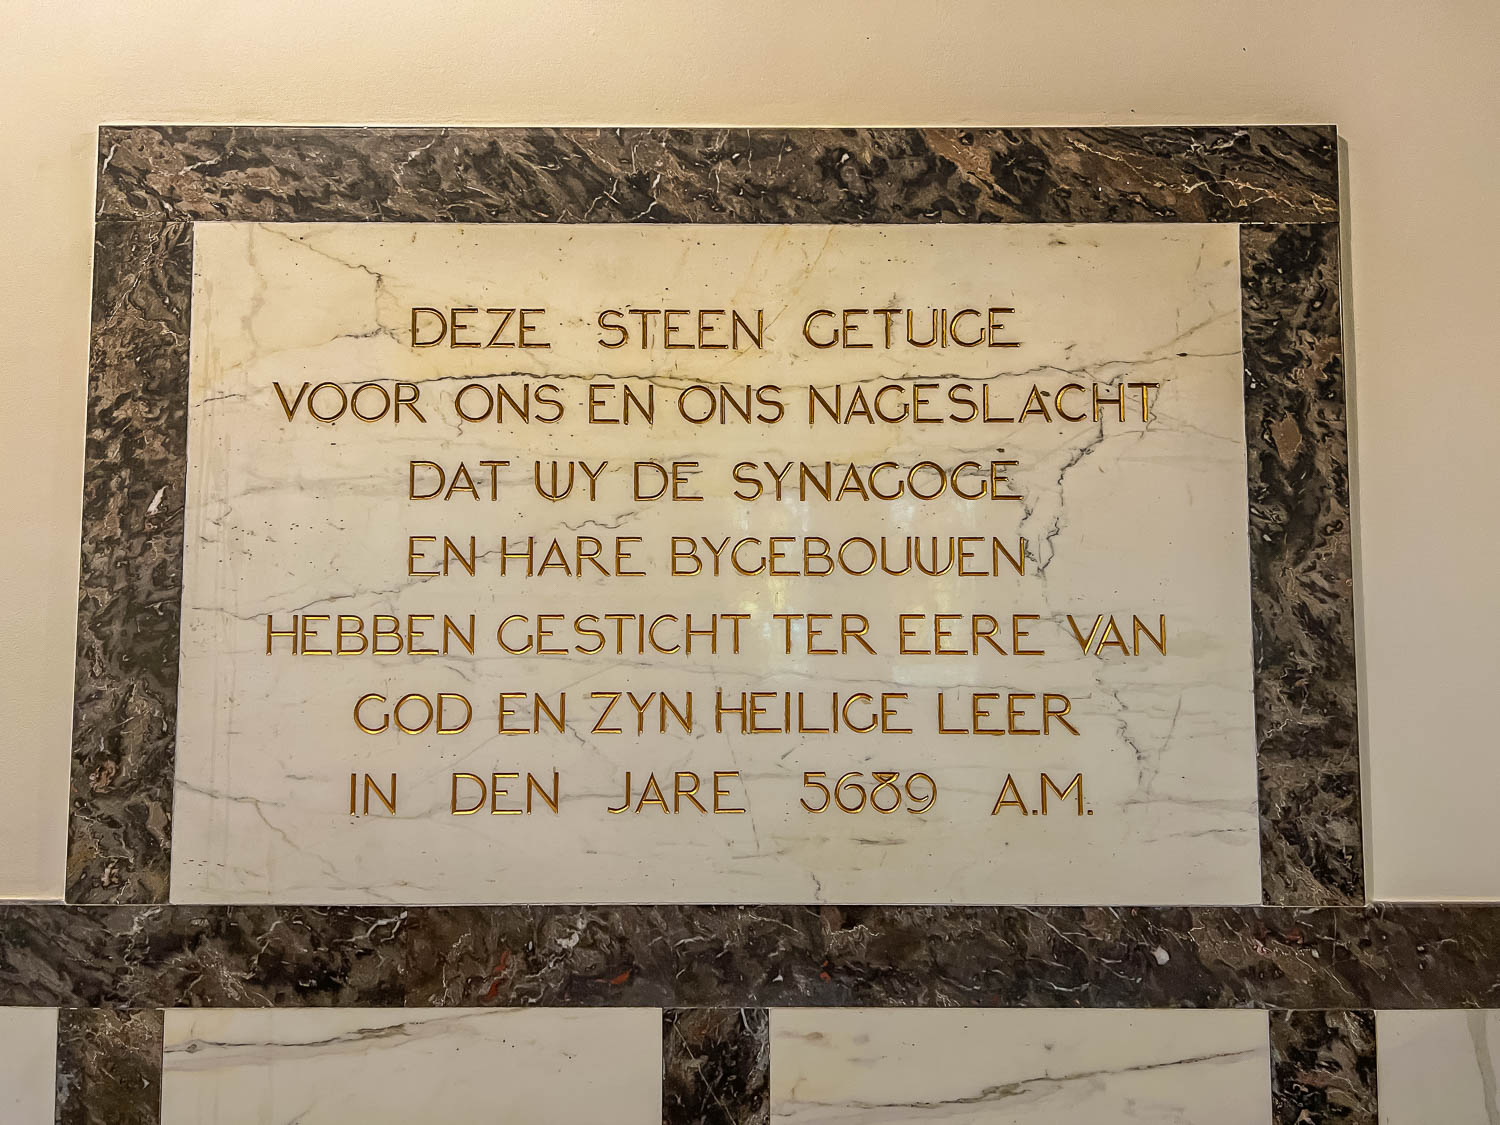 DEZE STEEN GETUIGE
VOOR ONS EN ONS NAGESLACHT
DAT WY DE SYNAGOGE
EN HARE BYGEBOUWEN
HEBBEN GESTICHT TER EERE VAN
GOD EN ZYN HEILIGE LEER
IN DEN JARE 5689 A.M.